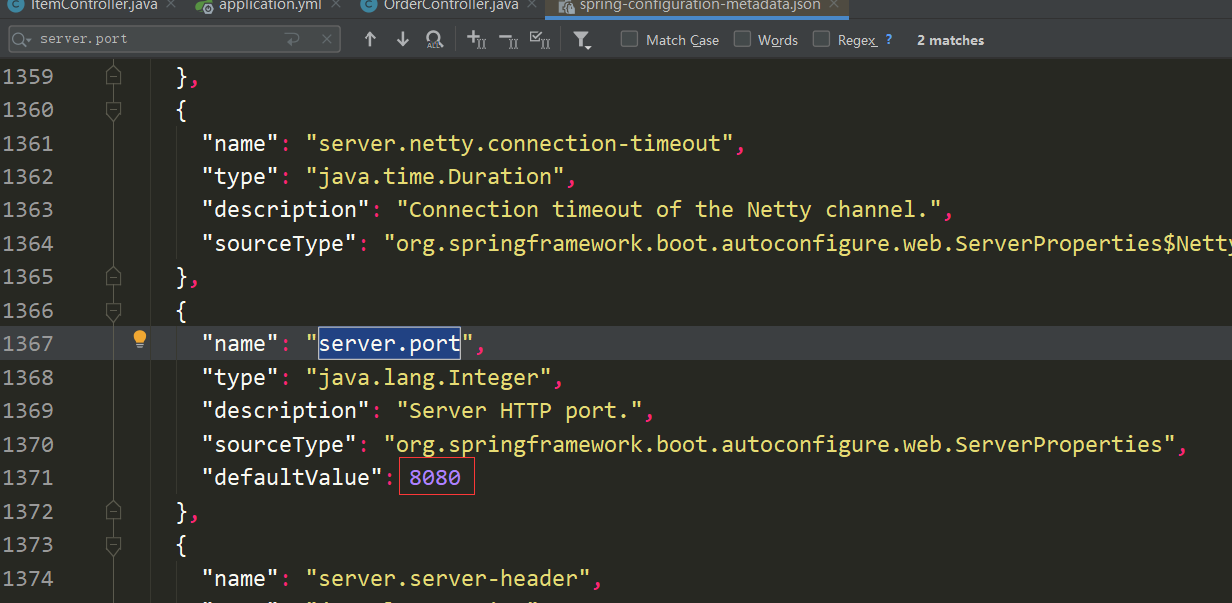 ItemController.java application.yml OrderController.java spring-configuration-metadata.json
server.port Match Case Words Regex ? 2 matches
1359 },
1360 {
1361 "name": "server.netty.connection-timeout",
1362 "type": "java.time.Duration",
1363 "description": "Connection timeout of the Netty channel.",
1364 "sourceType": "org.springframework.boot.autoconfigure.web.ServerProperties$Netty
1365 },
1366 {
1367 "name": "server.port",
1368 "type": "java.lang.Integer",
1369 "description": "Server HTTP port.",
1370 "sourceType": "org.springframework.boot.autoconfigure.web.ServerProperties",
1371 "defaultValue": 8080
1372 },
1373 {
1374 "name": "server.server-header",